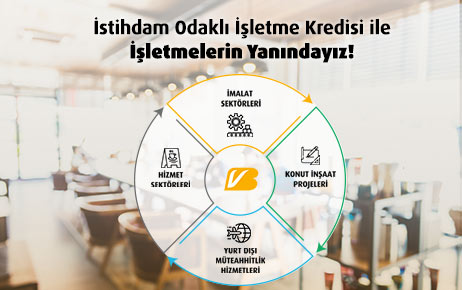 İstihdam Odaklı İşletme Kredisi ile
İşletmelerin Yanındayız!
İMALAT
SEKTÖRLERİ
HİZMET
SEKTÖRLERİ
KONUT İNŞAAT
PROJELERİ
YURT DIŞI
MÜTEAHHİTLİK
HİZMETLERİ